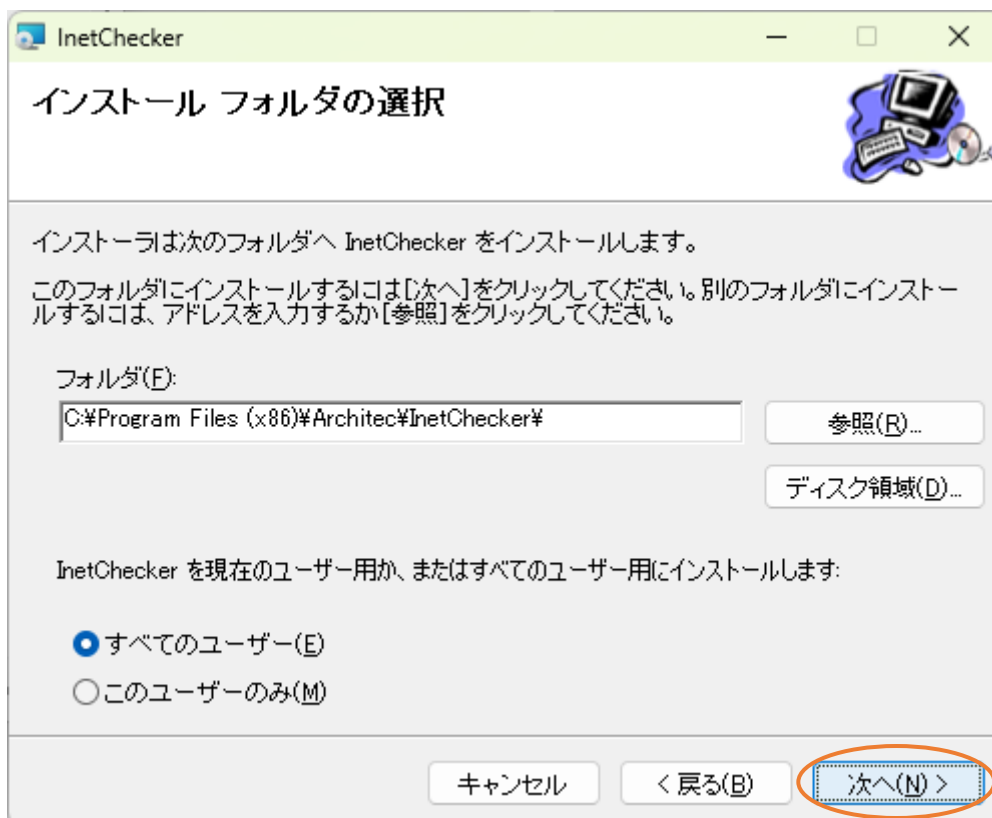 InetChecker
インストール フォルダの選択
インストーラは次のフォルダへ InetChecker をインストールします。
このフォルダにインストールするには[次へ]をクリックしてください。別のフォルダにインストー
ルするには、アドレスを入力するか[参照]をクリックしてください。
フォルダ(F):
C:¥Program Files (x86)¥Architec¥InetChecker¥
参照(R)...
ディスク領域(D)...
InetChecker を現在のユーザー用か、またはすべてのユーザー用にインストールします:
すべてのユーザー(E)
このユーザーのみ(M)
キャンセル
< 戻る(B)
次へ(N) >